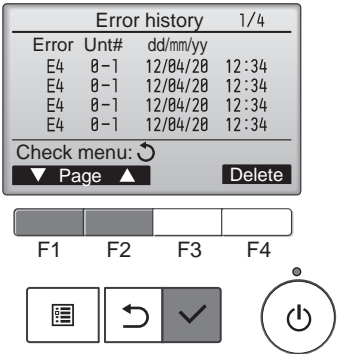 Error history 1/4
Error Unt# dd/mm/yy
E4 0-1 12/04/20 12:34
E4 0-1 12/04/20 12:34
E4 0-1 12/04/20 12:34
E4 0-1 12/04/20 12:34
Check menu:
▼ Page ▲ Delete
F1 F2 F3 F4